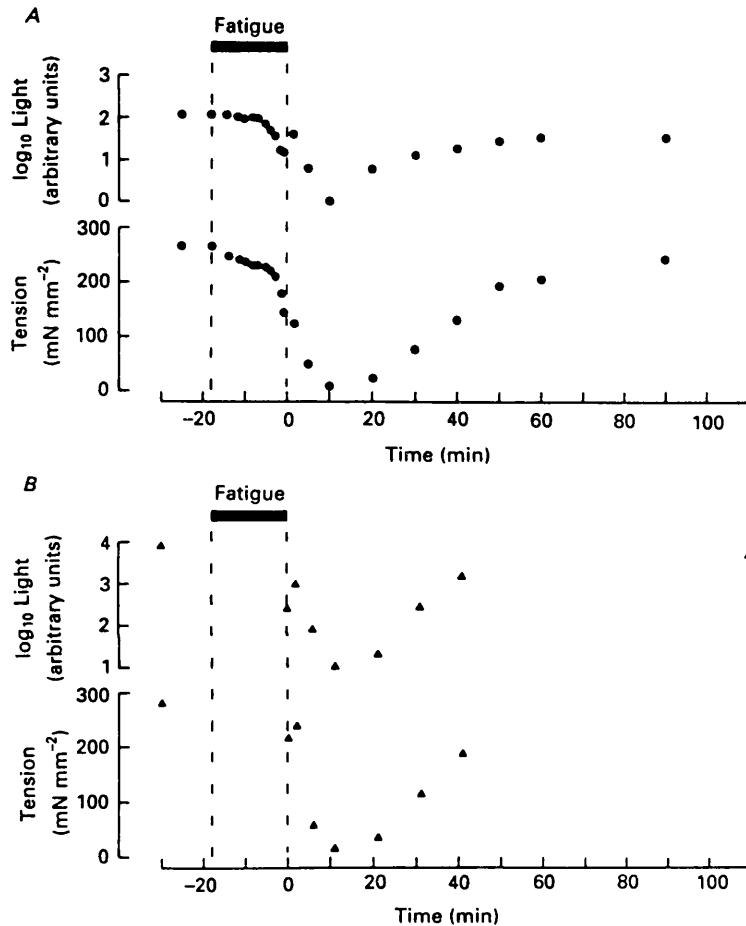 A
Fatigue
log10 Light
(arbitrary units)
3
2
1
0
Tension
(mN mm−2)
300
200
100
0
−20 0 20 40 60 80 100
Time (min)
B
Fatigue
log10 Light
(arbitrary units)
4
3
2
1
Tension
(mN mm−2)
300
200
100
0
−20 0 20 40 60 80 100
Time (min)